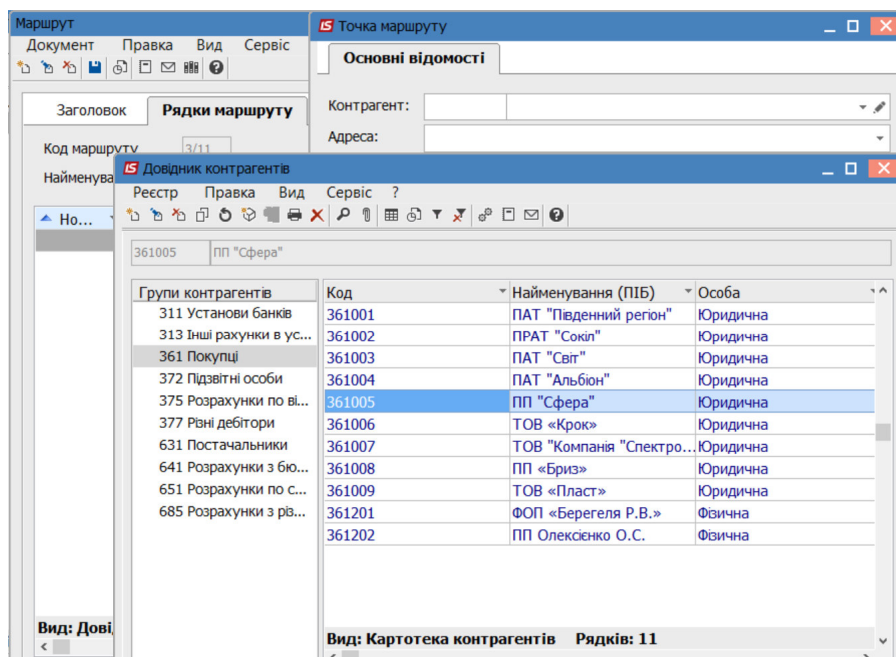 Маршрут
Документ Правка Вид Сервіс
Заголовок Рядки маршруту
Код маршруту 3/11
Найменува
Но...
Вид: Дові
Точка маршруту
Основні відомості
Контрагент:
Адреса:
Довідник контрагентів
Реєстр Правка Вид Сервіс ?
361005 ПП "Сфера"
Групи контрагентів
311 Установи банків
313 Інші рахунки в ус...
361 Покупці
372 Підзвітні особи
375 Розрахунки по ві...
377 Різні дебітори
631 Постачальники
641 Розрахунки з бю...
651 Розрахунки по с...
685 Розрахунки з різ...
Код Найменування (ПІБ) Особа
361001 ПАТ "Південний регіон" Юридична
361002 ПРАТ "Сокіл" Юридична
361003 ПАТ "Світ" Юридична
361004 ПАТ "Альбіон" Юридична
361005 ПП "Сфера" Юридична
361006 ТОВ «Крок» Юридична
361007 ТОВ "Компанія "Спектро... Юридична
361008 ПП «Бриз» Юридична
361009 ТОВ «Пласт» Юридична
361201 ФОП «Берегеля Р.В.» Фізична
361202 ПП Олексієнко О.С. Фізична
Вид: Картотека контрагентів Рядків: 11